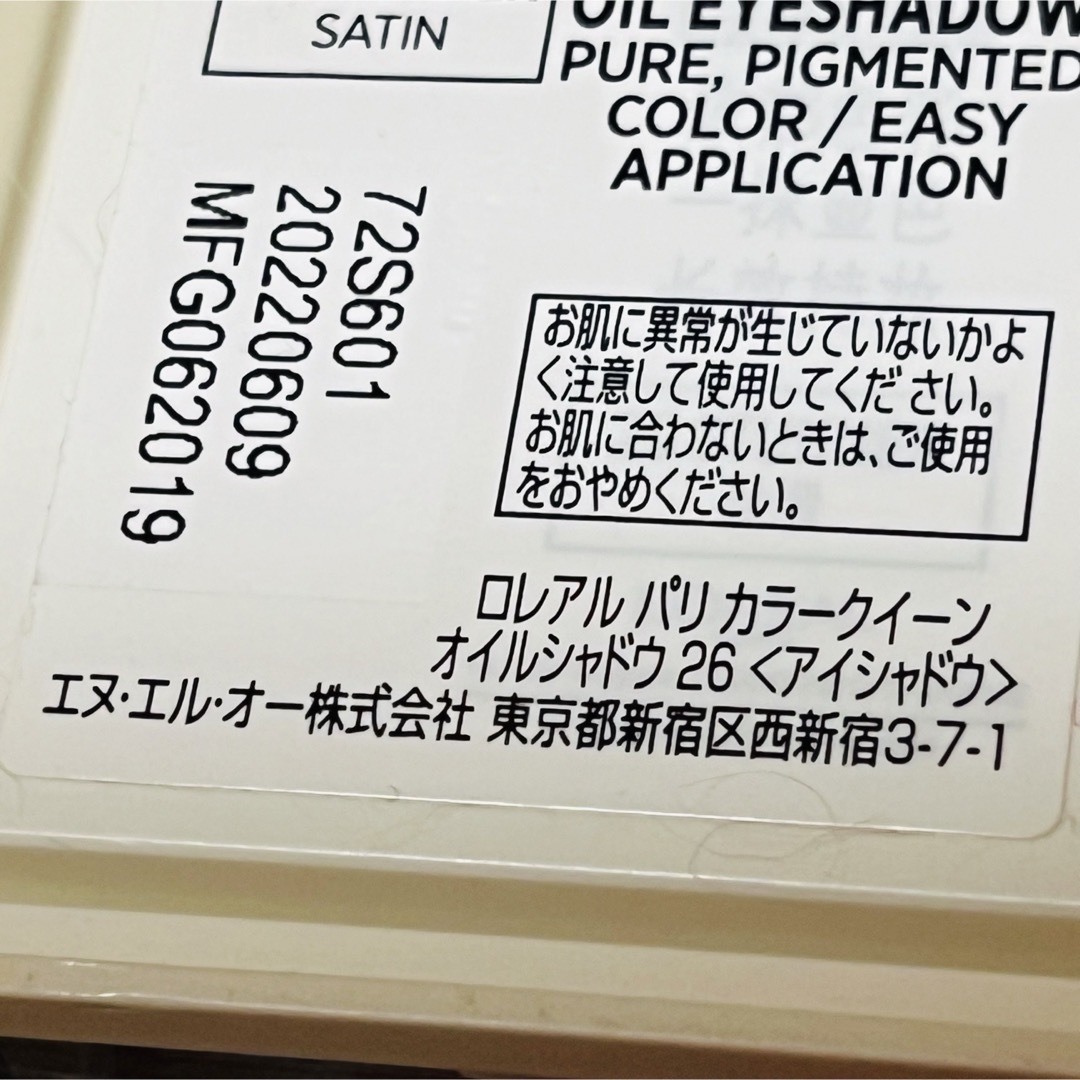 SATIN
OIL EYESHADOW
PURE, PIGMENTED
COLOR / EASY
APPLICATION
72S601
20220609
MFG062019
お肌に異常が生じていないかよ
く注意して使用してください。
お肌に合わないときは、ご使用
をおやめください。
ロレアル パリ カラークイーン
オイルシャドウ 26 <アイシャドウ>
エヌ・エル・オー株式会社 東京都新宿区西新宿3-7-1